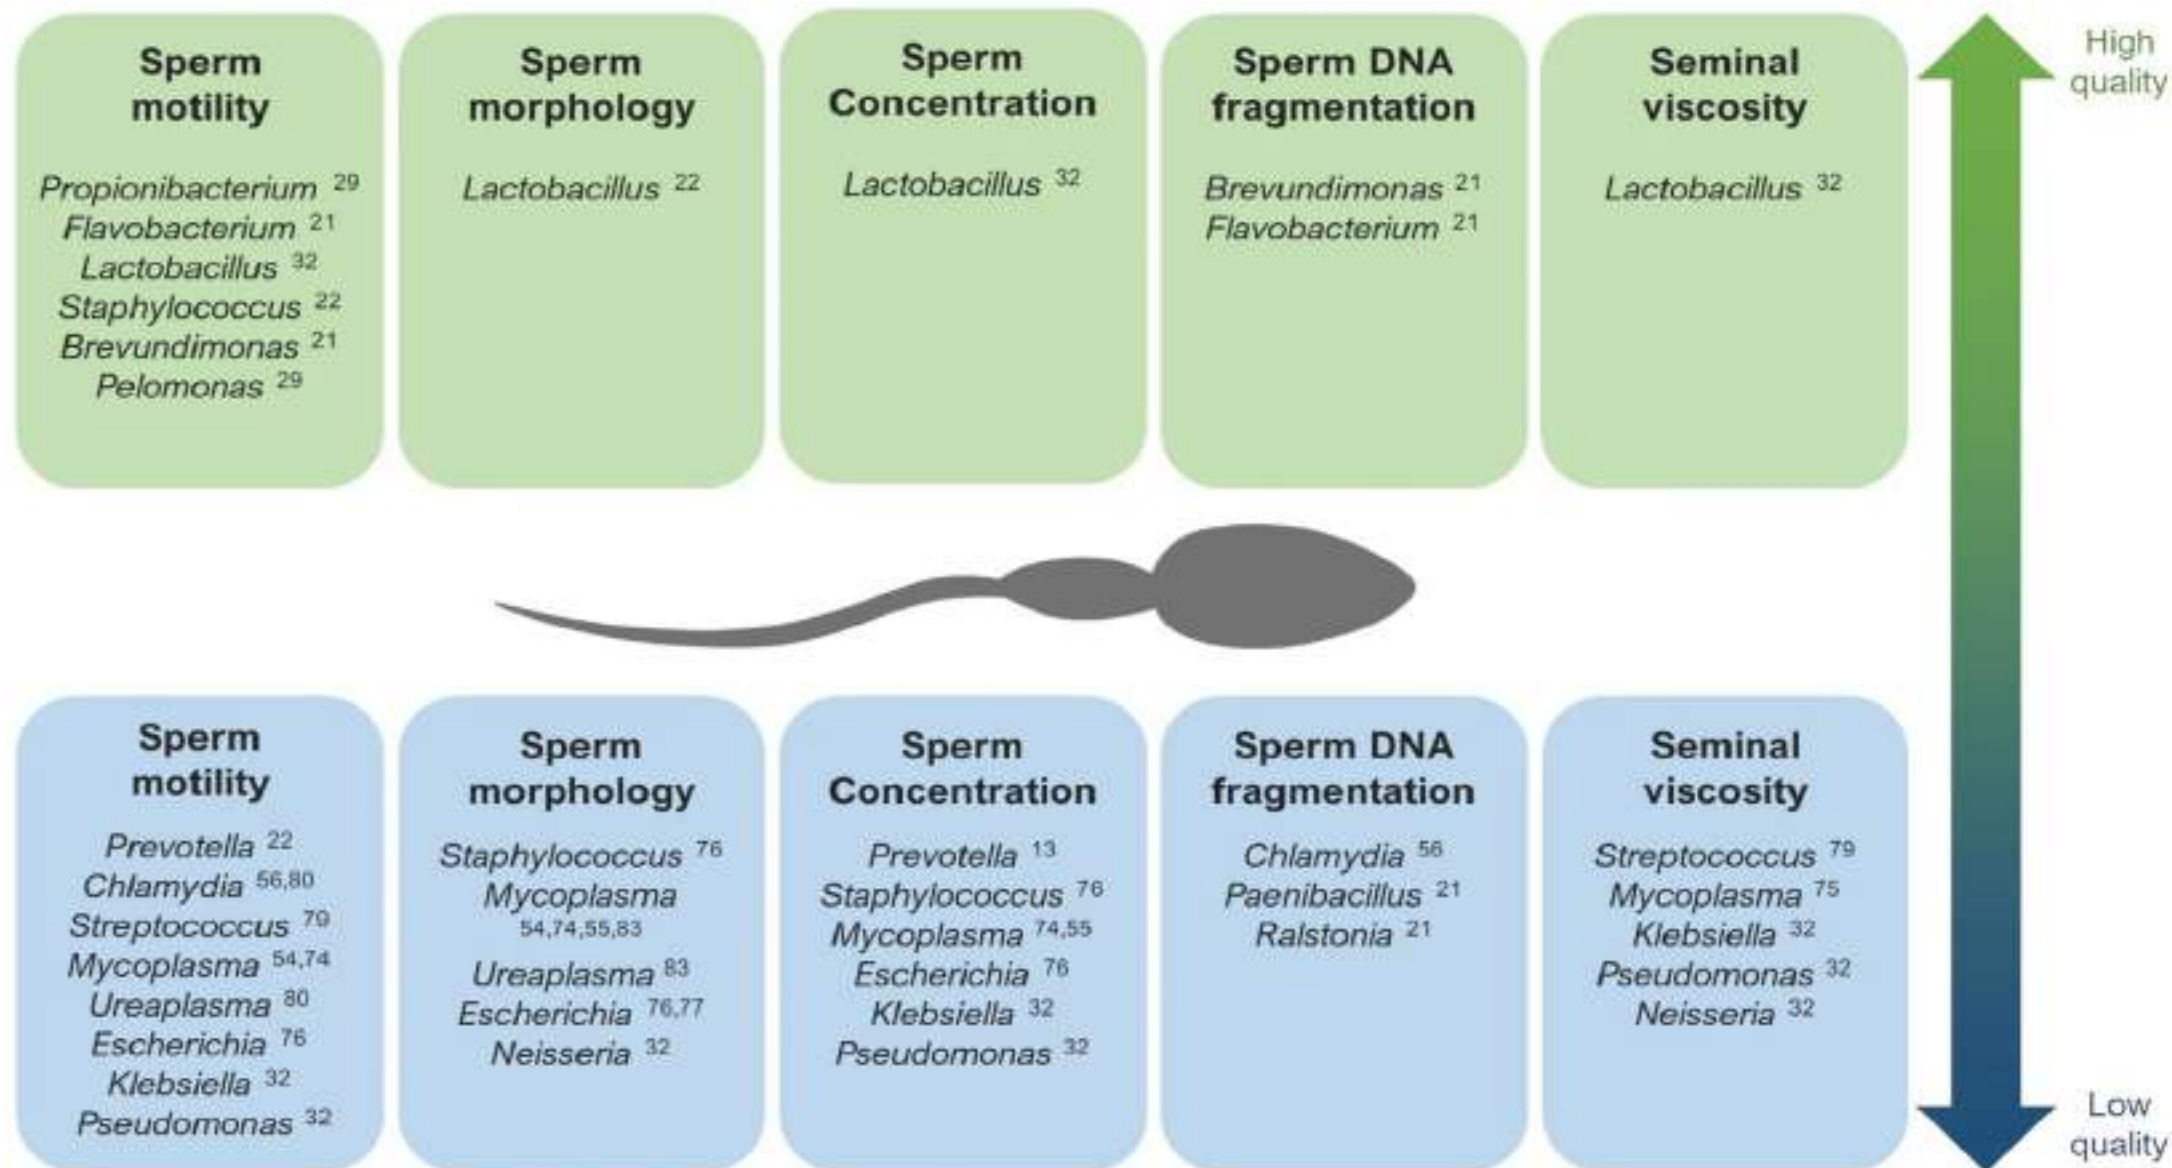 Sperm
motility
Propionibacterium 29
Flavobacterium 21
Lactobacillus 32
Staphylococcus 22
Brevundimonas 21
Pelomonas 29
Sperm
morphology
Lactobacillus 22
Sperm
Concentration
Lactobacillus 32
Sperm DNA
fragmentation
Brevundimonas 21
Flavobacterium 21
Seminal
viscosity
Lactobacillus 32
High
quality
Sperm
motility
Prevotella 22
Chlamydia 56,80
Streptococcus 79
Mycoplasma 54,74
Ureaplasma 80
Escherichia 76
Klebsiella 32
Pseudomonas 32
Sperm
morphology
Staphylococcus 76
Mycoplasma
54,74,55,83
Ureaplasma 83
Escherichia 76,77
Neisseria 32
Sperm
Concentration
Prevotella 13
Staphylococcus 76
Mycoplasma 74,55
Escherichia 76
Klebsiella 32
Pseudomonas 32
Sperm DNA
fragmentation
Chlamydia 56
Paenibacillus 21
Ralstonia 21
Seminal
viscosity
Streptococcus 79
Mycoplasma 75
Klebsiella 32
Pseudomonas 32
Neisseria 32
Low
quality